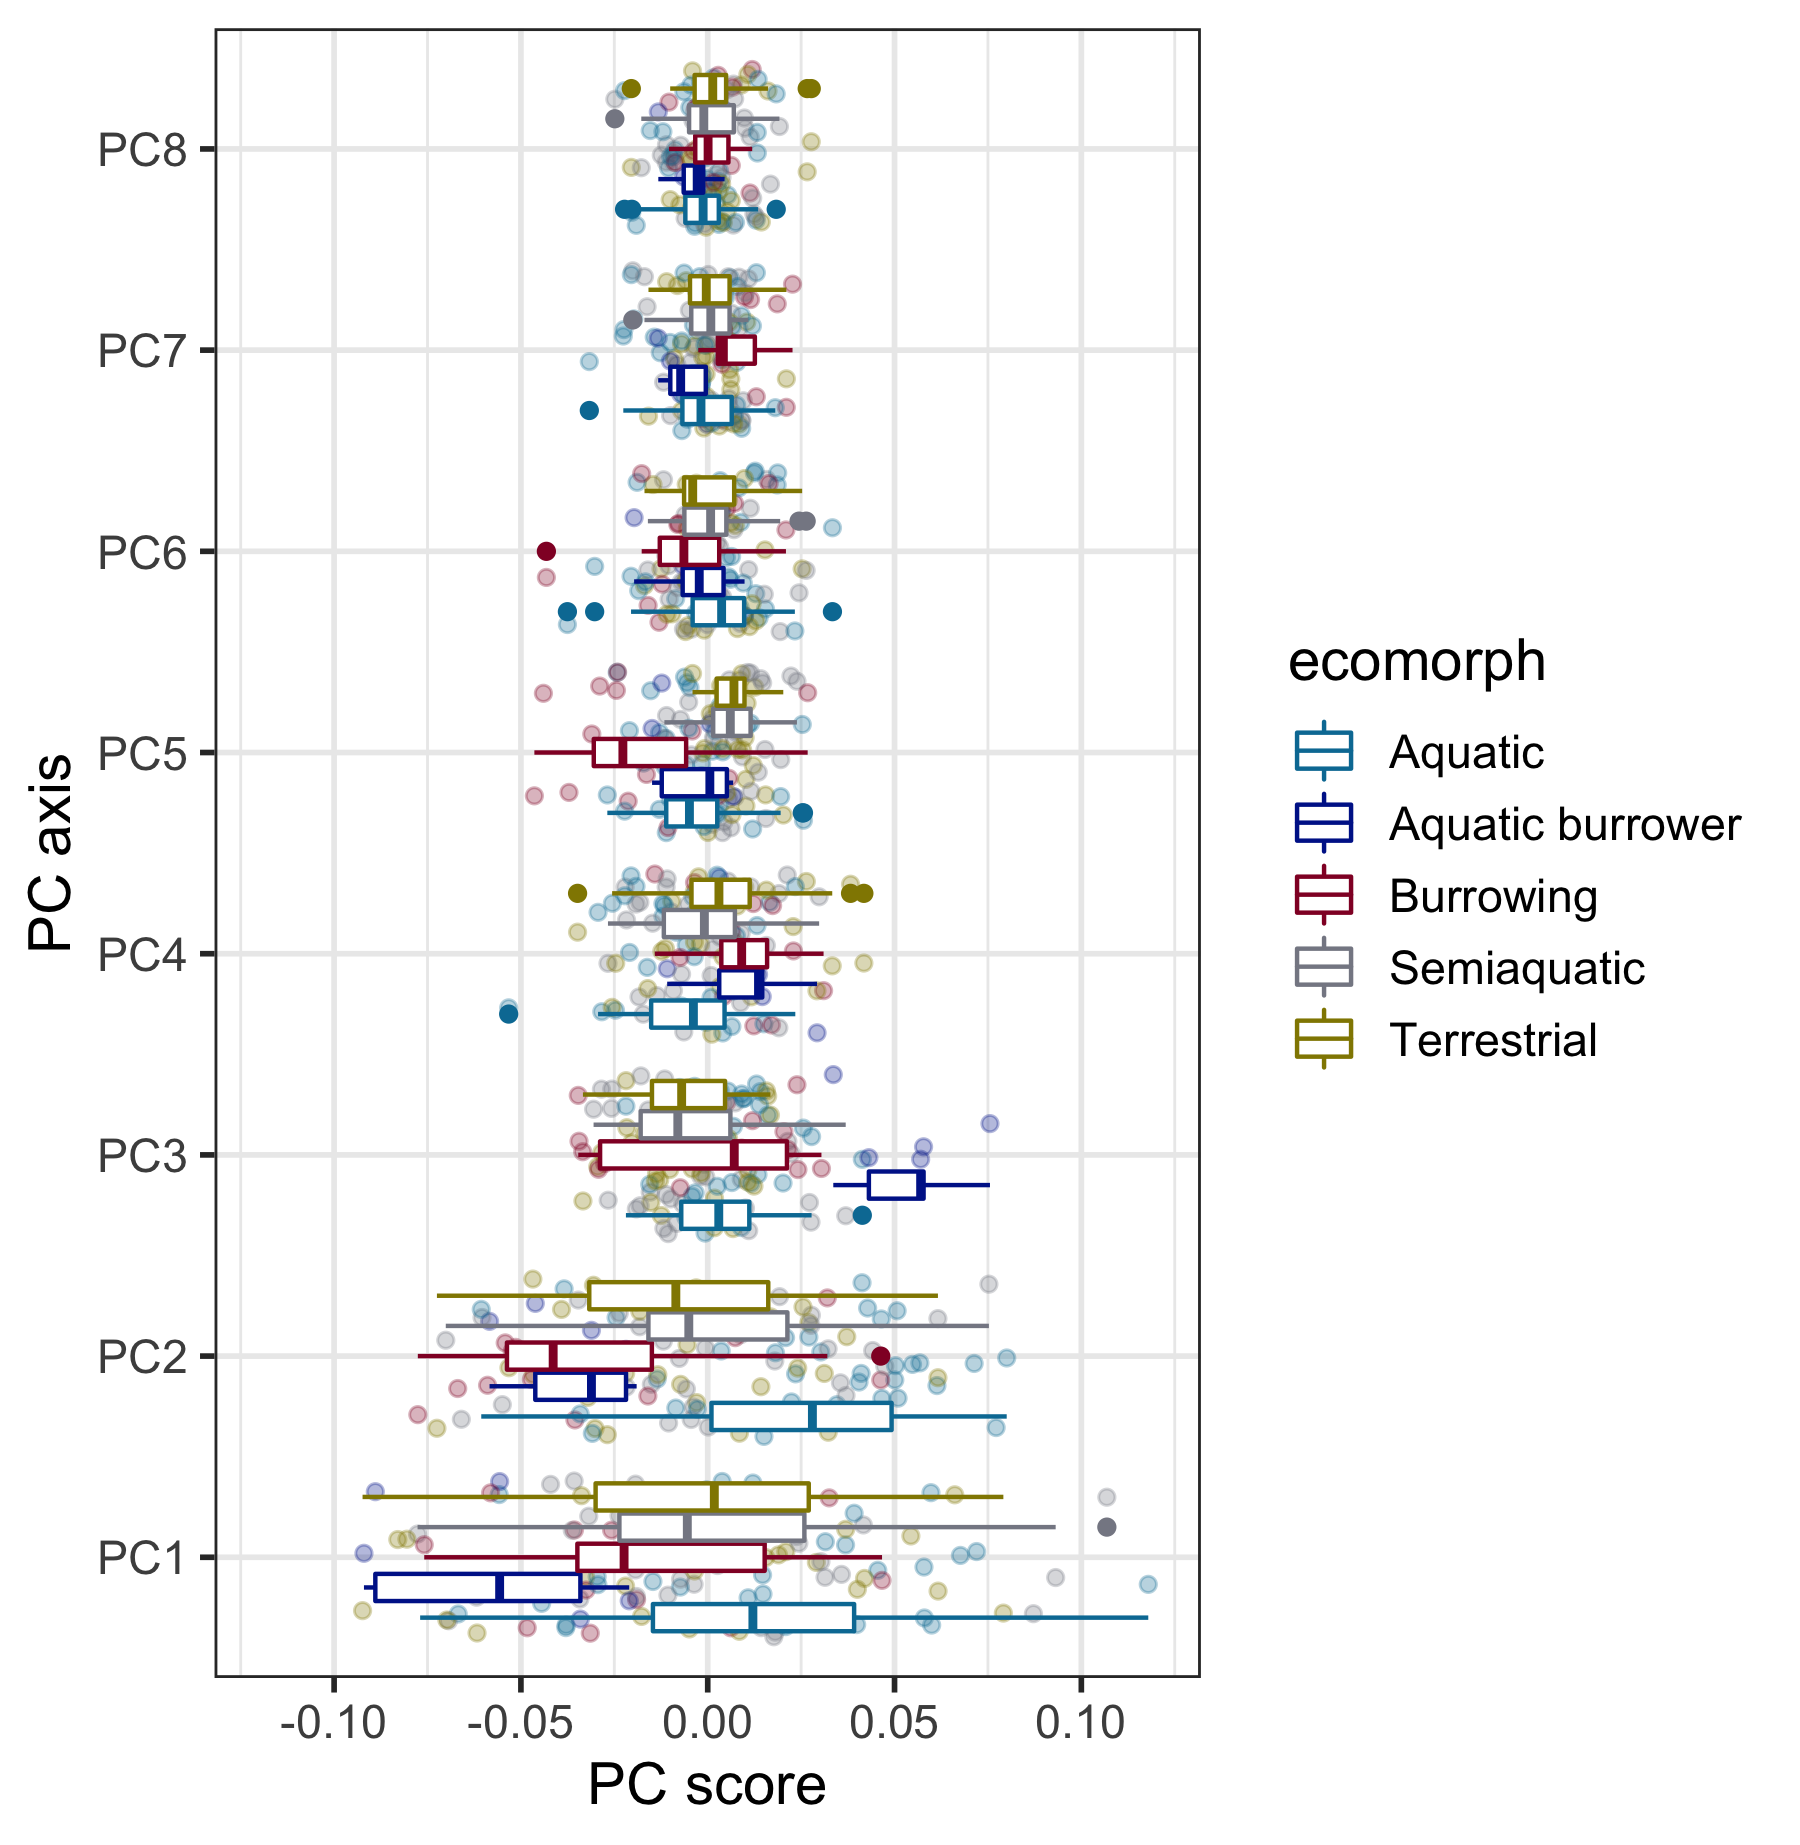 PC8
PC7
PC6
PC5
PC4
PC3
PC2
PC1
PC axis
-0.10 -0.05 0.00 0.05 0.10
PC score
ecomorph
Aquatic
Aquatic burrower
Burrowing
Semiaquatic
Terrestrial